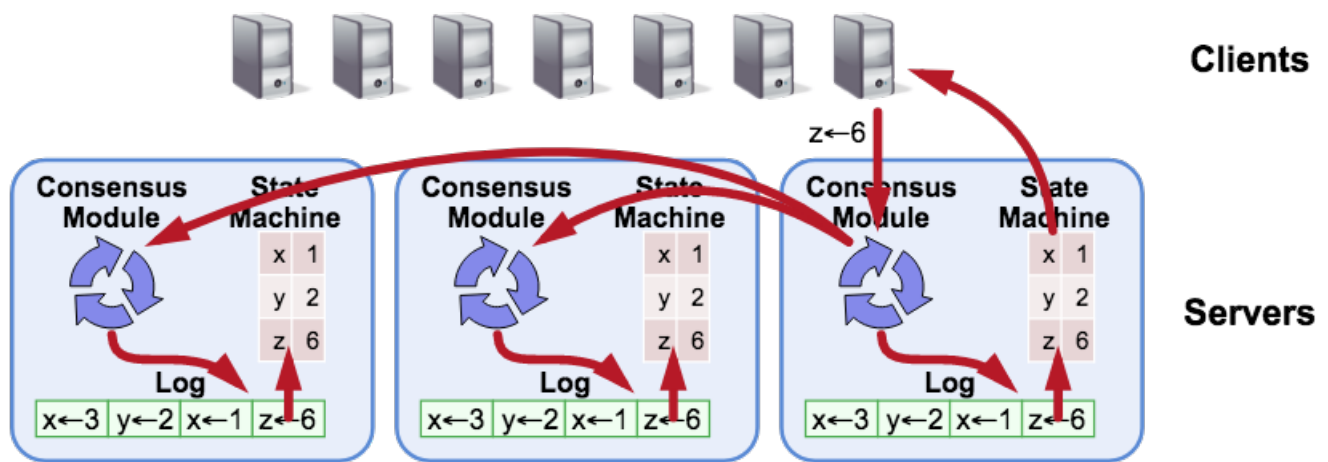 Clients
z←6
Consensus Module
State Machine
x 1
y 2
z 6
Log
x←3 y←2 x←1 z←6
Consensus Module
State Machine
x 1
y 2
z 6
Log
x←3 y←2 x←1 z←6
Consensus Module
State Machine
x 1
y 2
z 6
Log
x←3 y←2 x←1 z←6
Servers